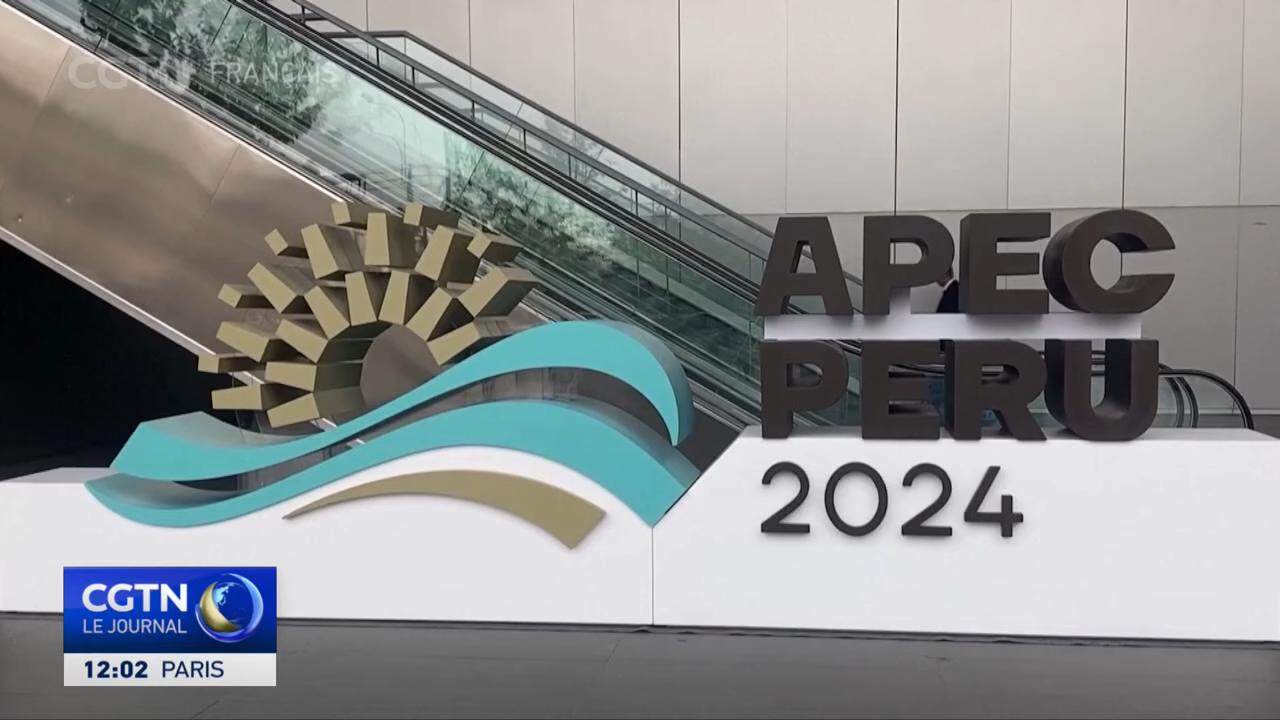 CGTN FRANÇAIS
APEC
PERU
2024
CGTN
LE JOURNAL
12:02 PARIS